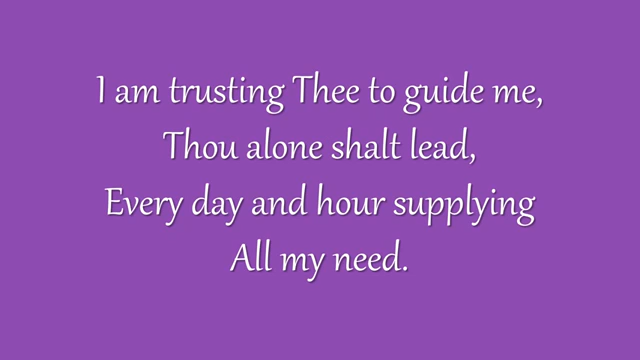 I am trusting Thee to guide me,
Thou alone shalt lead,
Every day and hour supplying
All my need.